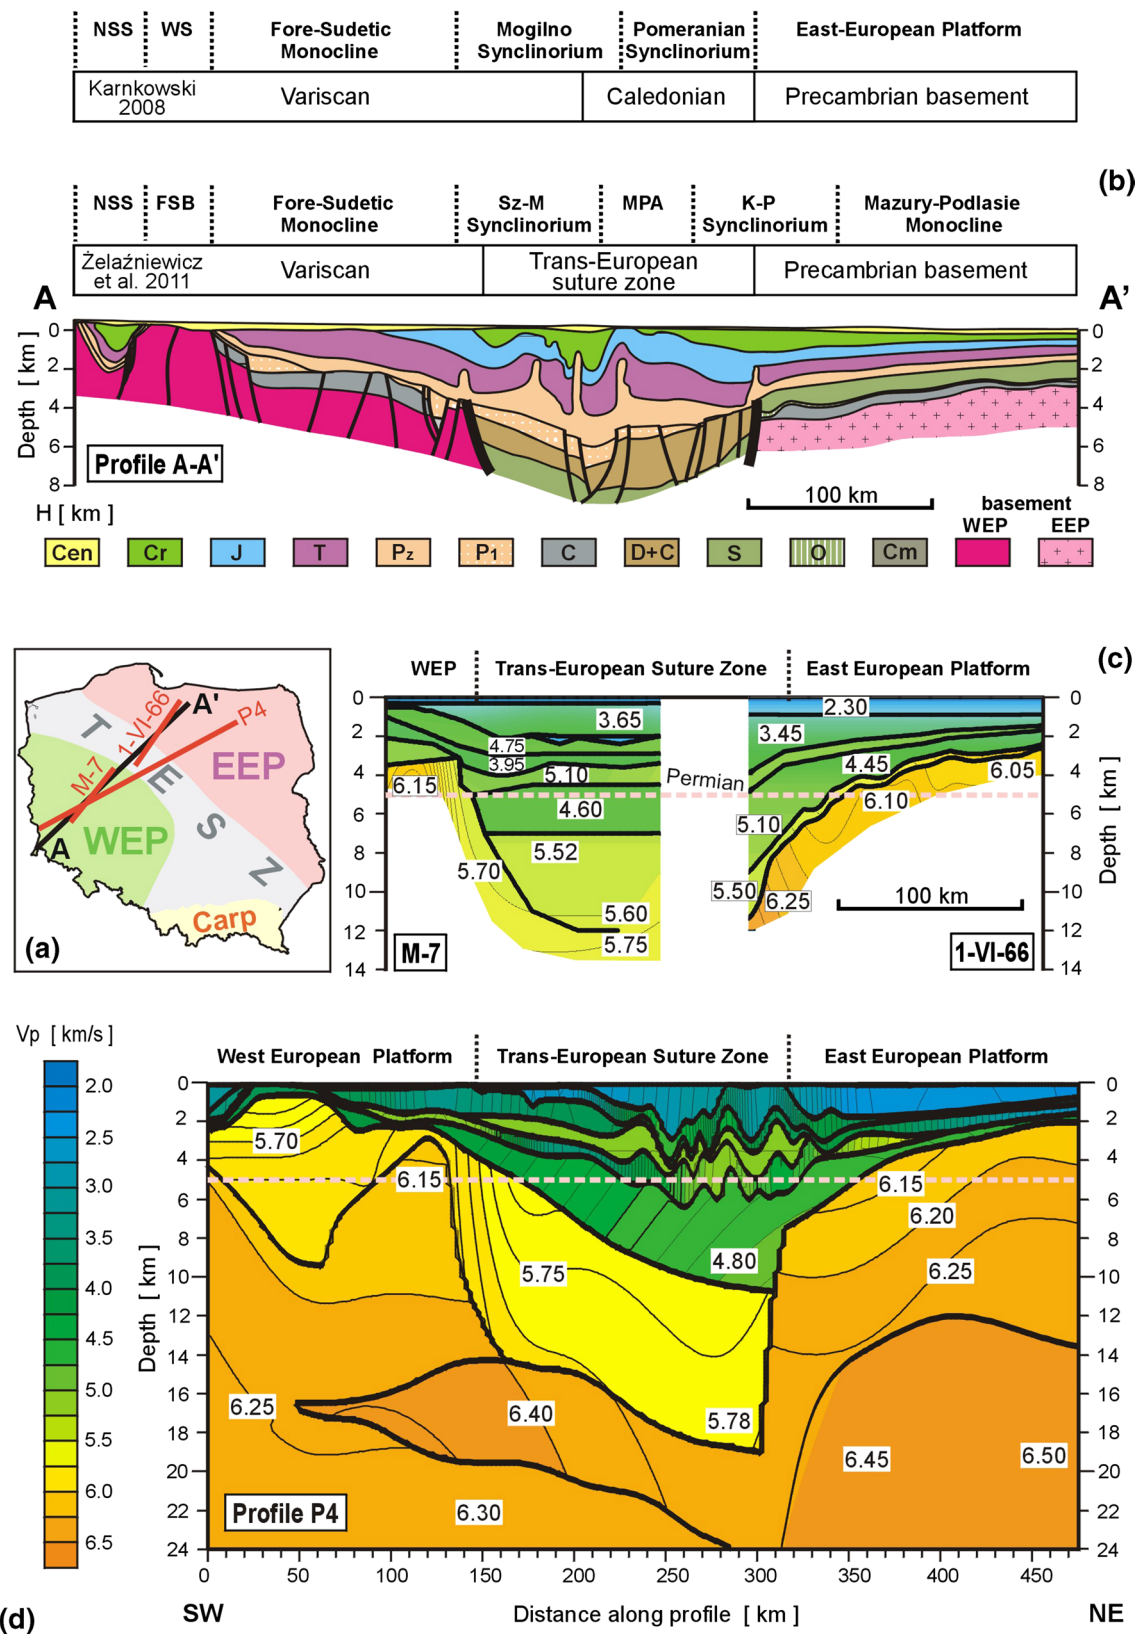 NSS WS Fore-Sudetic Mogilno Pomeranian East-European Platform
Monocline Synclinorium Synclinorium
Karnkowski
2008
Variscan Caledonian Precambrian basement
(b)
NSS FSB Fore-Sudetic Sz-M MPA K-P Mazury-Podlasie
Monocline Synclinorium Synclinorium Monocline
Żelaźniewicz
et al. 2011
Variscan
Trans-European
suture zone
Precambrian basement
A A'
0 0
2 2
4 4
6 6
8 8
Depth [ km ]
Depth [ km ]
Profile A-A'
100 km
H [ km ]
basement
WEP EEP
Cen Cr J T Pz P1 C D+C S O Cm
(c)
WEP Trans-European Suture Zone East European Platform
T E S Z
1-VI-66
A'
P4
M-7
EEP
WEP
A
Carp
(a)
0 0
2 2
4 4
6 6
8 8
10 10
12 12
14 14
Depth [ km ]
3.65
4.75
3.95
5.10
6.15
4.60
5.52
5.70
5.60
5.75
Permian
2.30
3.45
4.45
6.05
6.10
5.10
5.50
6.25
100 km
M-7
1-VI-66
Vp [ km/s ]
2.0
2.5
3.0
3.5
4.0
4.5
5.0
5.5
6.0
6.5
West European Platform Trans-European Suture Zone East European Platform
0 0
2 2
4 4
6 6
8 8
10 10
12 12
14 14
16 16
18 18
20 20
22 22
24 24
Depth [ km ]
Depth [ km ]
5.70
6.15
6.15
6.20
4.80
5.75
6.25
6.25
6.40
5.78
6.45
6.50
6.30
Profile P4
0 50 100 150 200 250 300 350 400 450
SW Distance along profile [ km ] NE
(d)